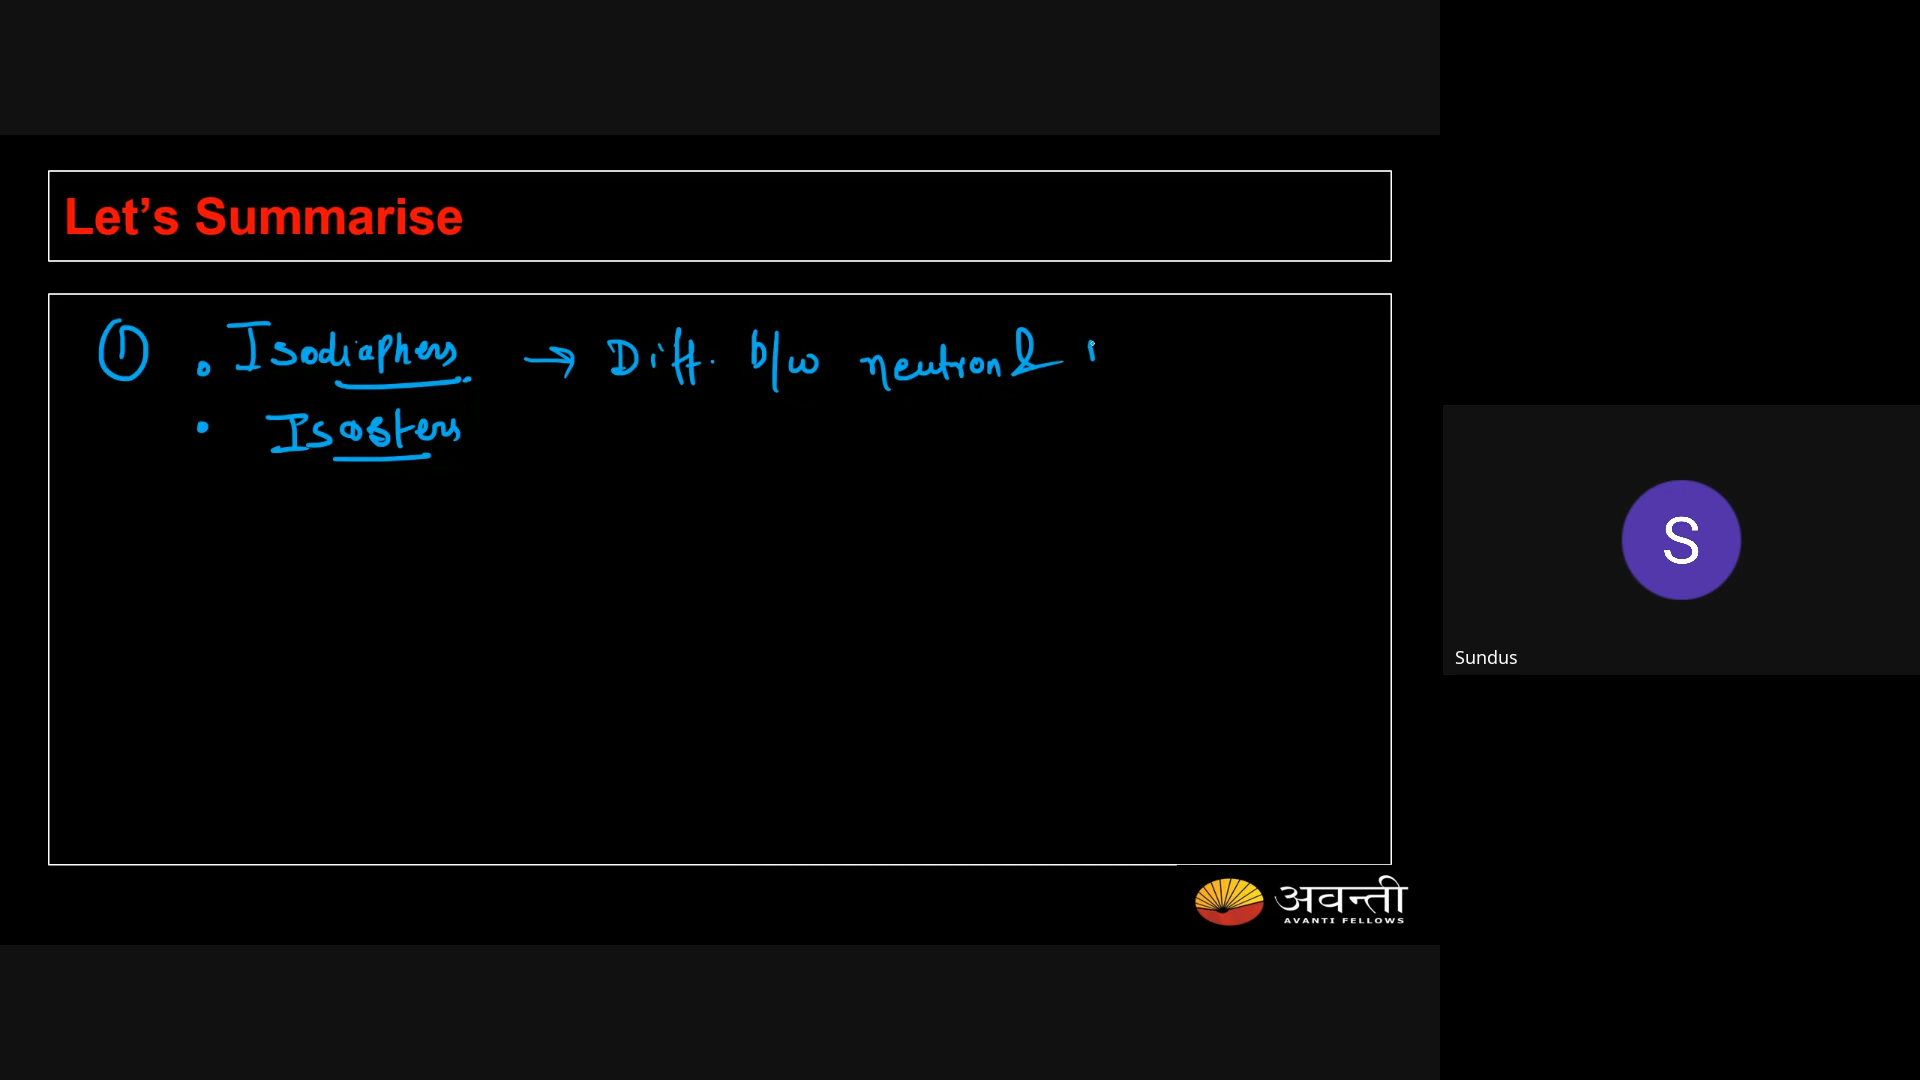 Let’s Summarise
① • Isodiaphers → Diff. b/w neutron &
• Isosters
S
Sundus
अवन्ती
AVANTI FELLOWS